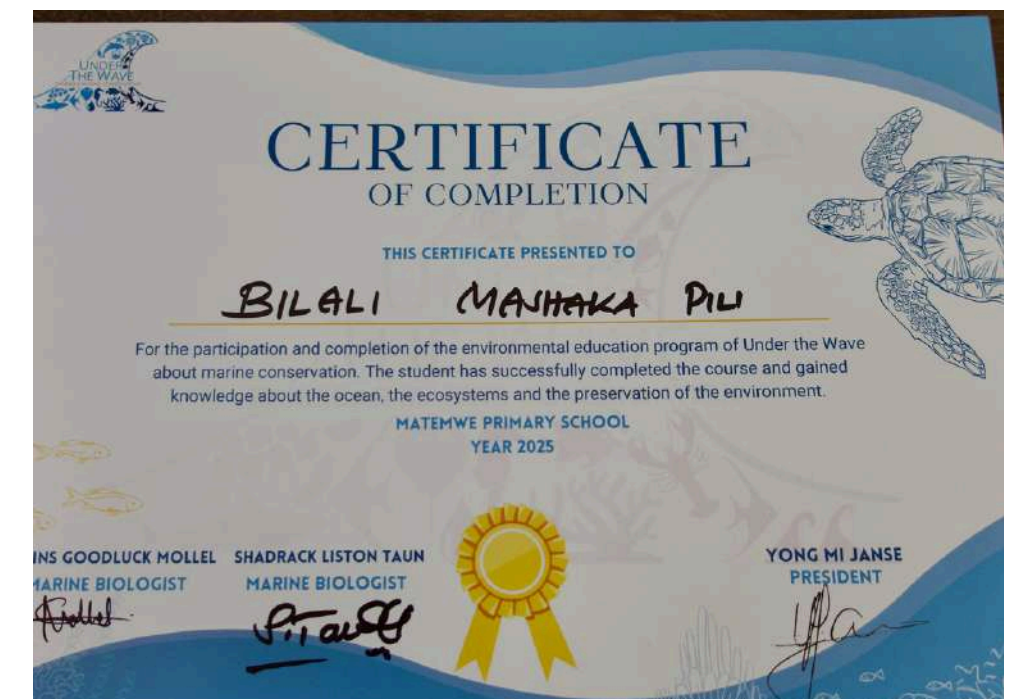 UNDER
THE WAVE
CERTIFICATE
OF COMPLETION
THIS CERTIFICATE PRESENTED TO
BILALI MASHAKA PILI
For the participation and completion of the environmental education program of Under the Wave
about marine conservation. The student has successfully completed the course and gained
knowledge about the ocean, the ecosystems and the preservation of the environment.
MATEMWE PRIMARY SCHOOL
YEAR 2025
INS GOODLUCK MOLLEL SHADRACK LISTON TAUN YONG MI JANSE
MARINE BIOLOGIST MARINE BIOLOGIST PRESIDENT